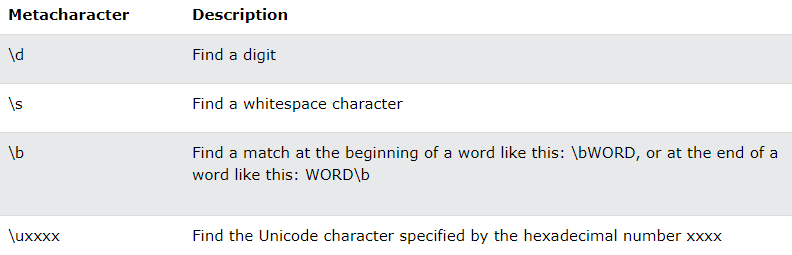 Metacharacter Description
\d Find a digit
\s Find a whitespace character
\b Find a match at the beginning of a word like this: \bWORD, or at the end of a
word like this: WORD\b
\uxxxx Find the Unicode character specified by the hexadecimal number xxxx